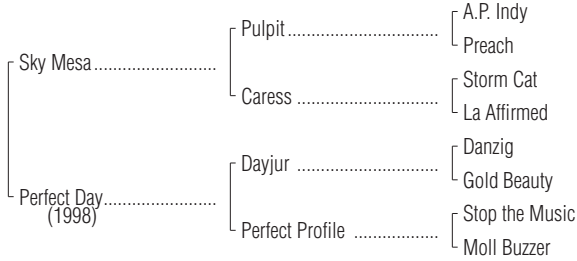 A.P. Indy
Pulpit
Preach
Sky Mesa
Storm Cat
Caress
La Affirmed
Danzig
Dayjur
Gold Beauty
Perfect Day
(1998)
Stop the Music
Perfect Profile
Moll Buzzer